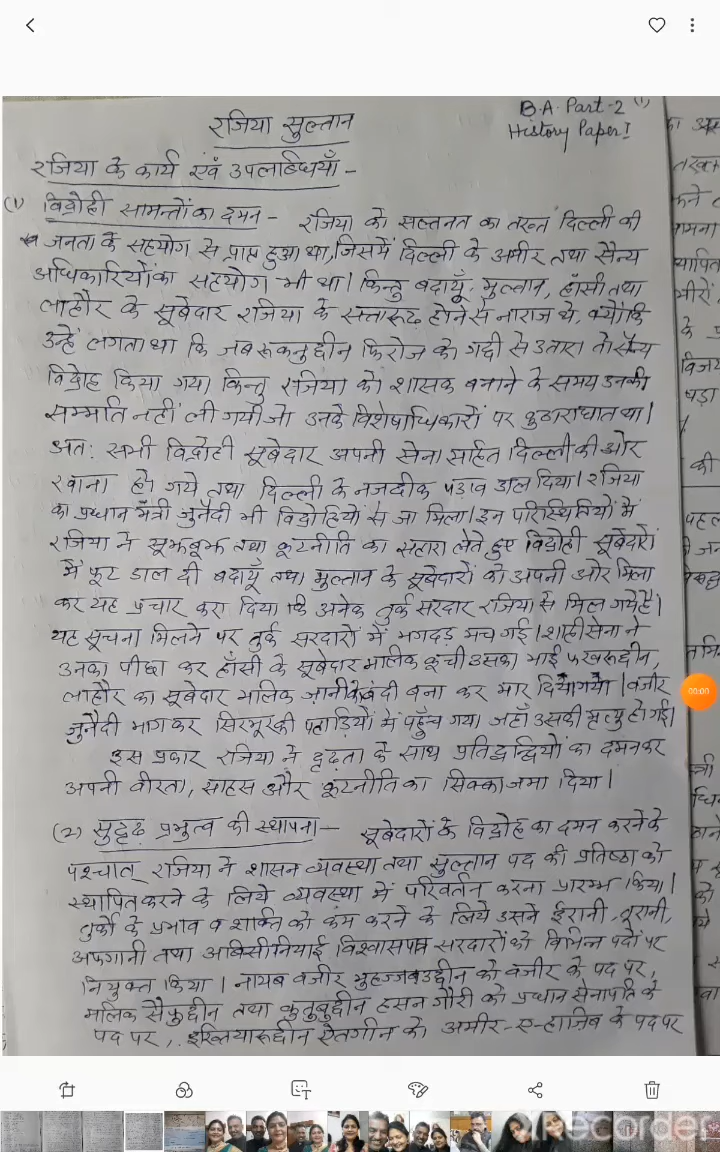 B.A. Part-2 (1)
History Paper I
रजिया सुल्तान
रजिया के कार्य एवं उपलब्धियाँ -
(1) विद्रोही सामन्तों का दमन - रजिया को सल्तनत का तख्त दिल्ली की
जनता के सहयोग से प्राप्त हुआ था, जिसमें दिल्ली के अमीर तथा सैन्य
अधिकारियों का सहयोग भी था। किन्तु बदायूँ, मुल्तान, हाँसी तथा
लाहौर के सूबेदार रजिया के सत्तारूढ़ होने से नाराज थे, क्योंकि
उन्हें लगता था कि जब रूकनुद्दीन फिरोज को गद्दी से उतारा तो सैन्य
विद्रोह किया गया। किन्तु रजिया को शासक बनाने के समय उनकी
सम्मति नहीं ली गयी जो उनके विशेषाधिकारों पर कुठाराघात था।
अतः सभी विद्रोही सूबेदार अपनी सेना सहित दिल्ली की ओर
रवाना हो गये तथा दिल्ली के नजदीक पड़ाव डाल दिया। रजिया
का प्रधान मंत्री जुनैदी भी विद्रोहियों से जा मिला। इन परिस्थितियों में
रजिया ने सूझबूझ तथा कूटनीति का सहारा लेते हुए विद्रोही सूबेदारों
में फूट डाल दी बदायूँ तथा मुल्तान के सूबेदारों को अपनी ओर मिला
कर यह प्रचार करा दिया कि अनेक तुर्क सरदार रजिया से मिल गये हैं।
यह सूचना मिलने पर तुर्क सरदारों में भगदड़ मच गई। शाही सेना ने
उनका पीछा कर हाँसी के सूबेदार मालिक कूची उसका भाई फखरूद्दीन,
लाहौर का सूबेदार मलिक जानी को बंदी बना कर मार दिया गया। वजीर
जुनैदी भागकर सिरमूर की पहाड़ियों में पहुँच गया जहाँ उसकी मृत्यु हो गई।
इस प्रकार रजिया ने दृढ़ता के साथ प्रतिद्वन्द्वियों का दमन कर
अपनी वीरता, साहस और कूटनीति का सिक्का जमा दिया।
(2) सुदृढ़ प्रभुत्व की स्थापना - सूबेदारों के विद्रोह का दमन करने के
पश्चात् रजिया ने शासन व्यवस्था तथा सुल्तान पद की प्रतिष्ठा को
स्थापित करने के लिये व्यवस्था में परिवर्तन करना प्रारम्भ किया।
तुर्कों के प्रभाव व शक्ति को कम करने के लिये उसने ईरानी, तूरानी,
अफगानी तथा अबिसीनियाई विश्वासपात्र सरदारों को विभिन्न पदों पर
नियुक्त किया। नायब वजीर मुहज्जबउद्दीन को वजीर के पद पर,
मलिक सैफुद्दीन तथा कुतुबुद्दीन हसन गौरी को प्रधान सेनापति के
पद पर, इख्तियारूद्दीन ऐतगीन को अमीर-ए-हाजिब के पद पर
00:00
Recorder